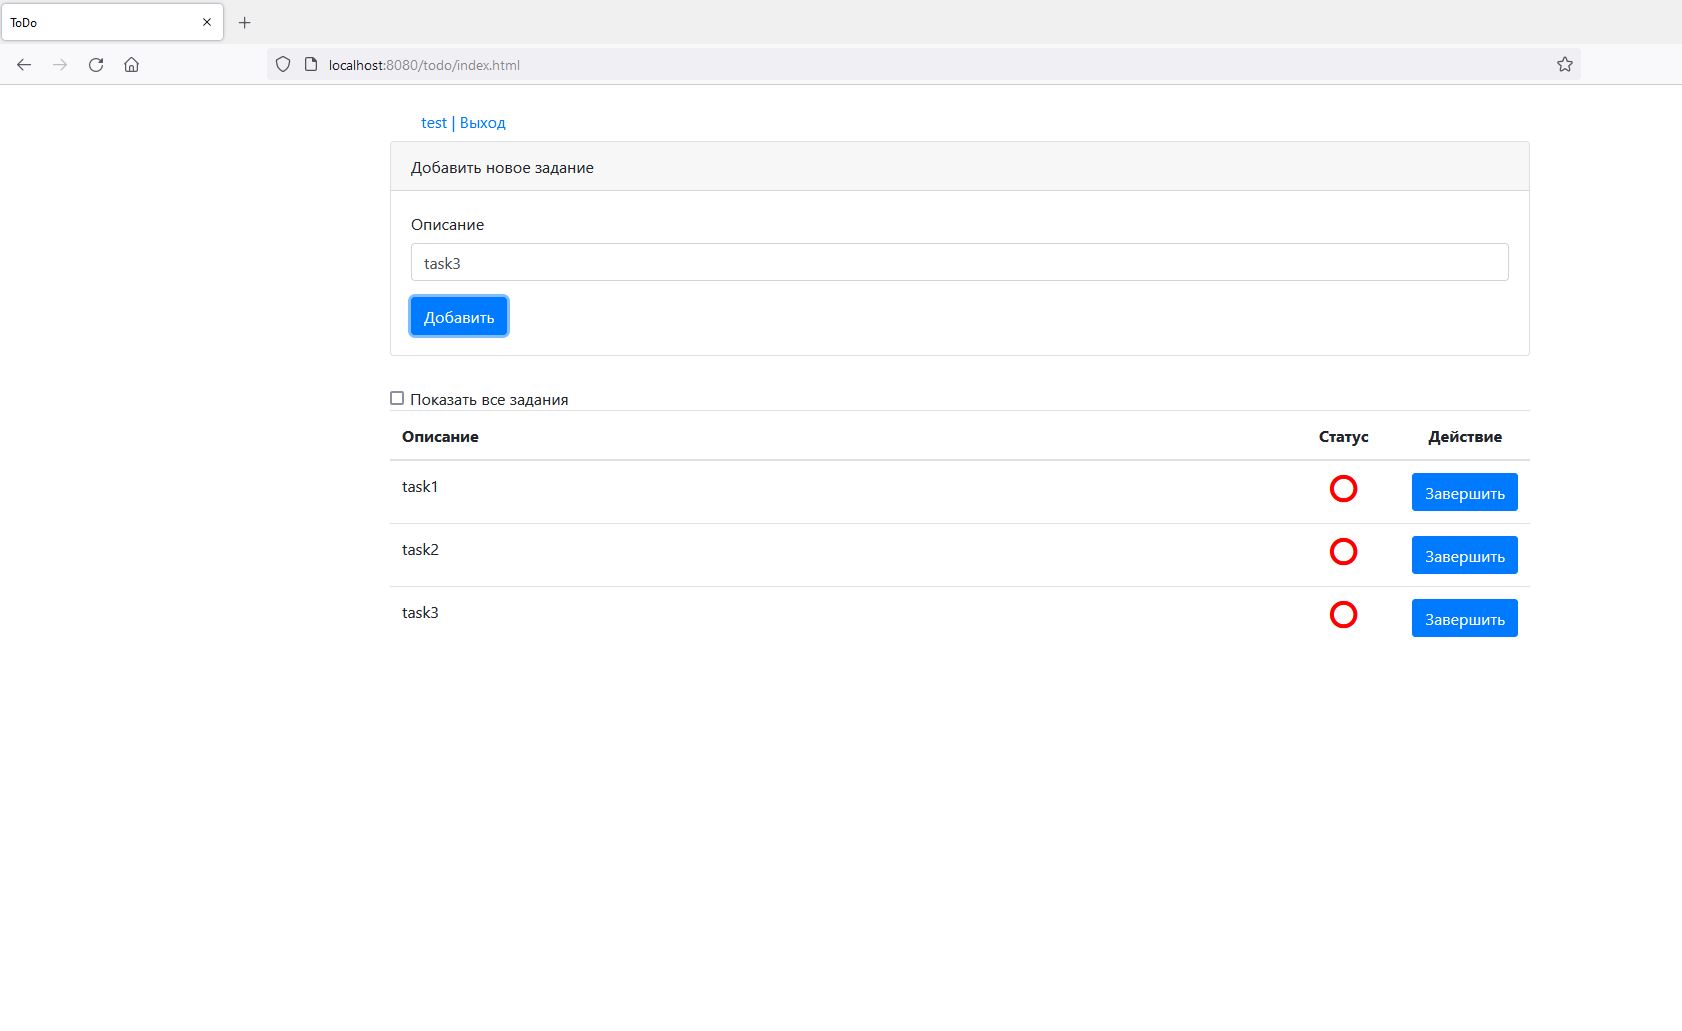 ToDo
localhost:8080/todo/index.html
test | Выход
Добавить новое задание
Описание
task3
Добавить
Показать все задания
Описание Статус Действие
task1 Завершить
task2 Завершить
task3 Завершить